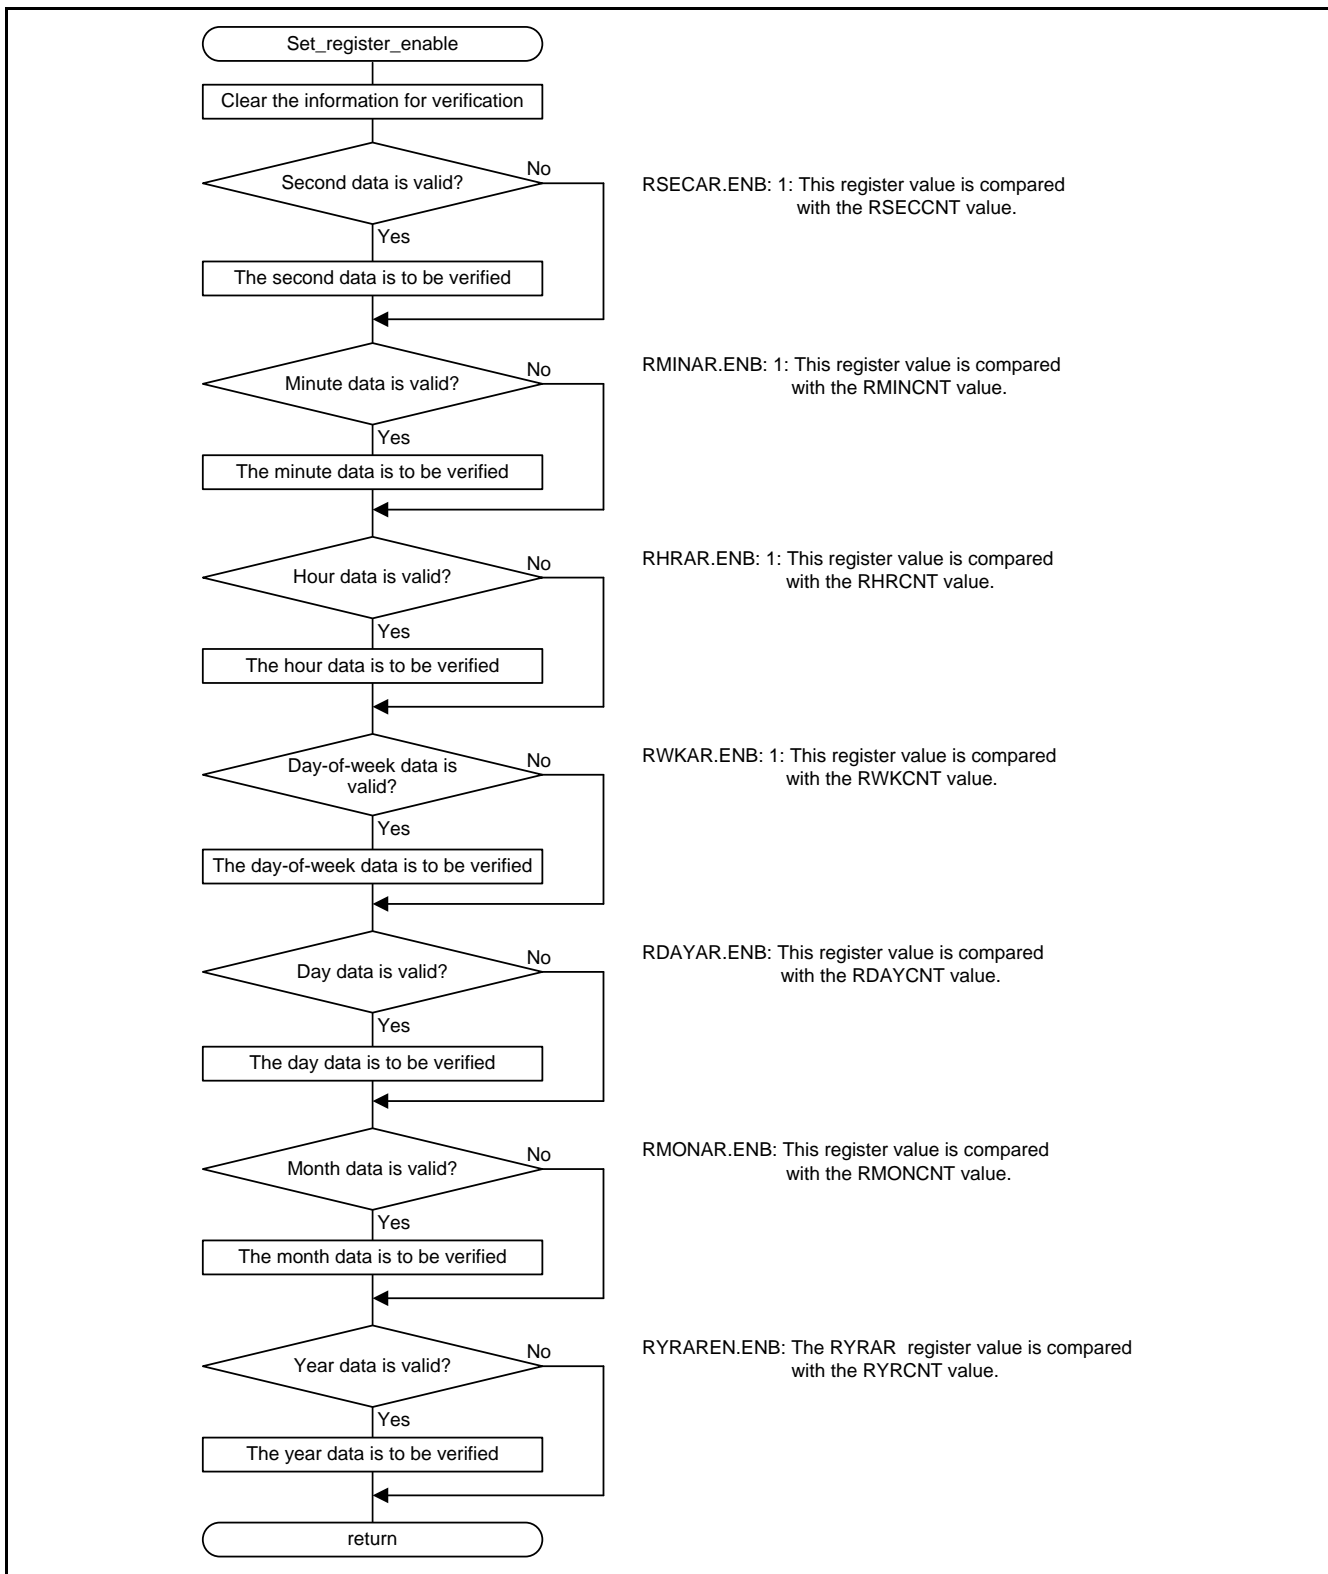 Set_register_enable
Clear the information for verification
Second data is valid?
No
RSECAR.ENB: 1: This register value is compared
with the RSECCNT value.
Yes
The second data is to be verified
Minute data is valid?
No
RMINAR.ENB: 1: This register value is compared
with the RMINCNT value.
Yes
The minute data is to be verified
Hour data is valid?
No
RHRAR.ENB: 1: This register value is compared
with the RHRCNT value.
Yes
The hour data is to be verified
Day-of-week data is
valid?
No
RWKAR.ENB: 1: This register value is compared
with the RWKCNT value.
Yes
The day-of-week data is to be verified
Day data is valid?
No
RDAYAR.ENB: This register value is compared
with the RDAYCNT value.
Yes
The day data is to be verified
Month data is valid?
No
RMONAR.ENB: This register value is compared
with the RMONCNT value.
Yes
The month data is to be verified
Year data is valid?
No
RYRAREN.ENB: The RYRAR register value is compared
with the RYRCNT value.
Yes
The year data is to be verified
return